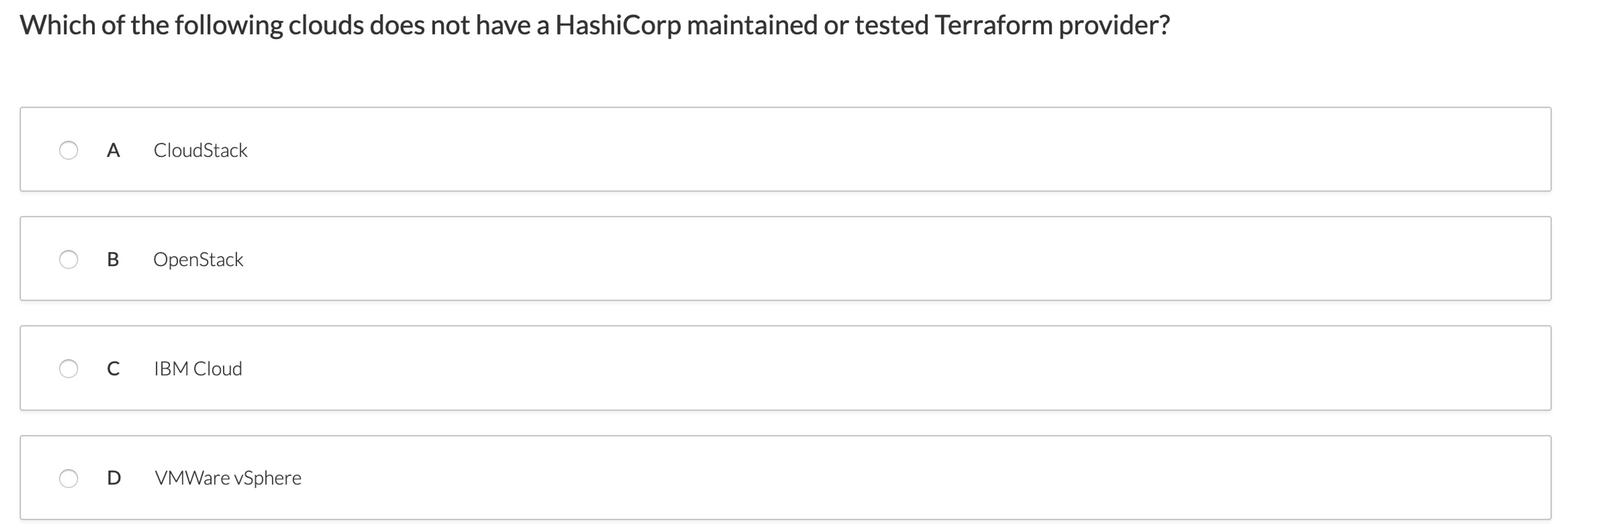 Which of the following clouds does not have a HashiCorp maintained or tested Terraform provider?
A CloudStack
B OpenStack
C IBM Cloud
D VMWare vSphere